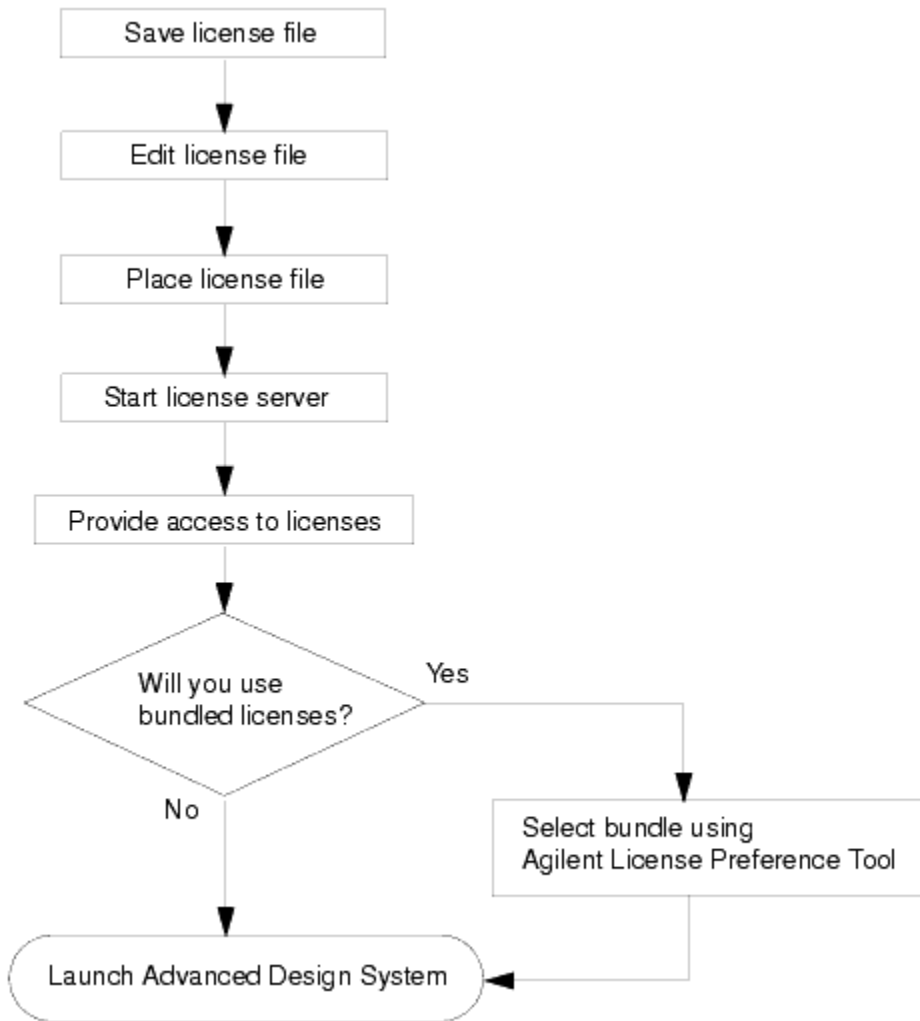 Save license file
Edit license file
Place license file
Start license server
Provide access to licenses
Will you use
bundled licenses?
Yes
No
Select bundle using
Agilent License Preference Tool
Launch Advanced Design System